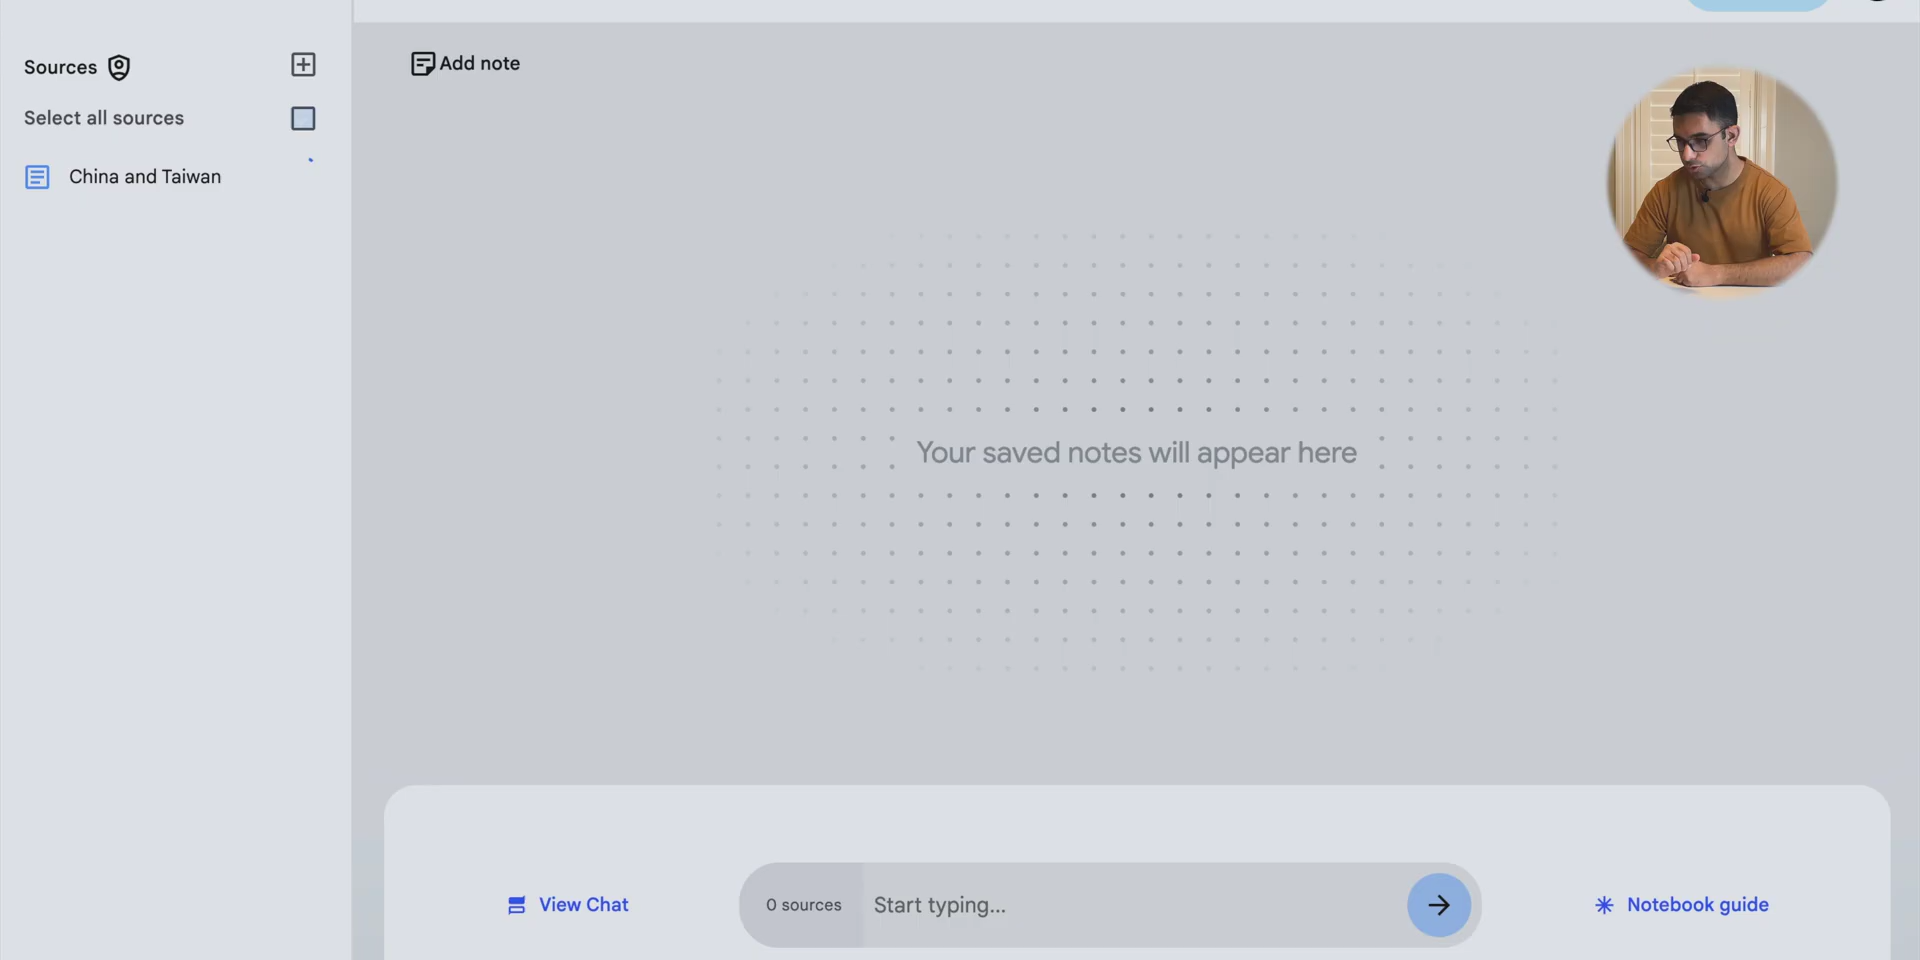 Sources
Select all sources
China and Taiwan
Add note
Your saved notes will appear here
View Chat
0 sources
Start typing...
Notebook guide